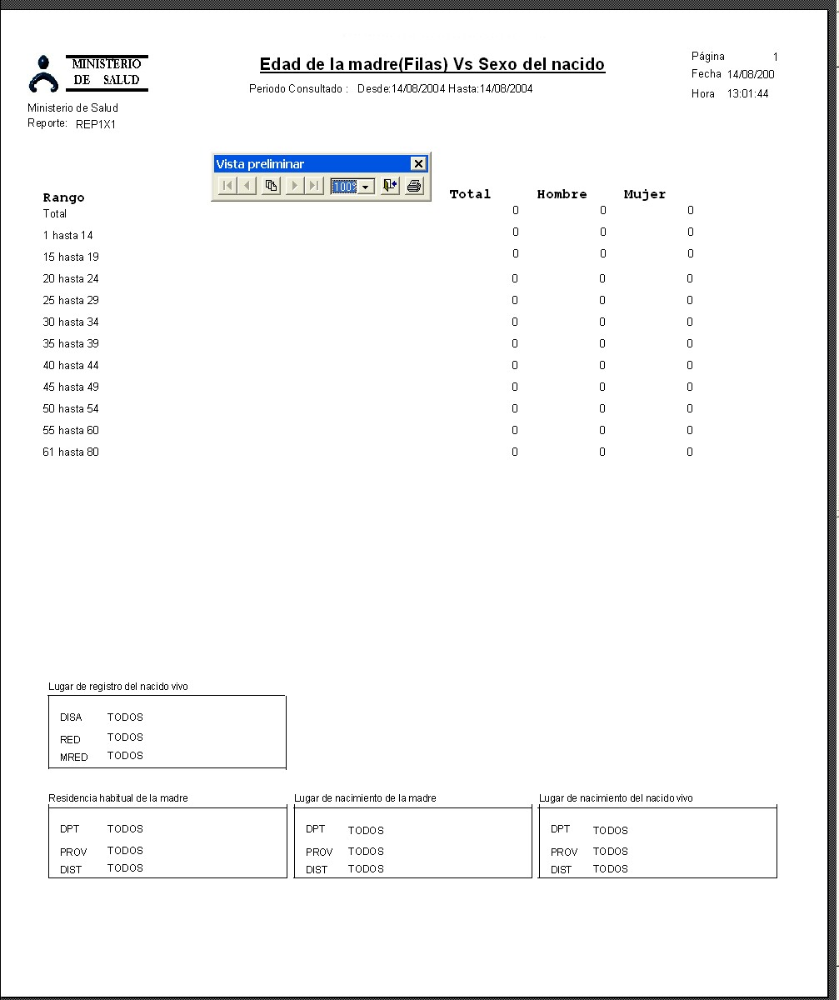 MINISTERIO
DE SALUD
Ministerio de Salud
Reporte: REP1X1
Edad de la madre(Filas) Vs Sexo del nacido
Periodo Consultado : Desde:14/08/2004 Hasta:14/08/2004
Página 1
Fecha 14/08/200
Hora 13:01:44
Vista preliminar
100%
Rango Total Hombre Mujer
Total 0 0 0
1 hasta 14 0 0 0
15 hasta 19 0 0 0
20 hasta 24 0 0 0
25 hasta 29 0 0 0
30 hasta 34 0 0 0
35 hasta 39 0 0 0
40 hasta 44 0 0 0
45 hasta 49 0 0 0
50 hasta 54 0 0 0
55 hasta 60 0 0 0
61 hasta 80 0 0 0
Lugar de registro del nacido vivo
DISA TODOS
RED TODOS
MRED TODOS
Residencia habitual de la madre
DPT TODOS
PROV TODOS
DIST TODOS
Lugar de nacimiento de la madre
DPT TODOS
PROV TODOS
DIST TODOS
Lugar de nacimiento del nacido vivo
DPT TODOS
PROV TODOS
DIST TODOS